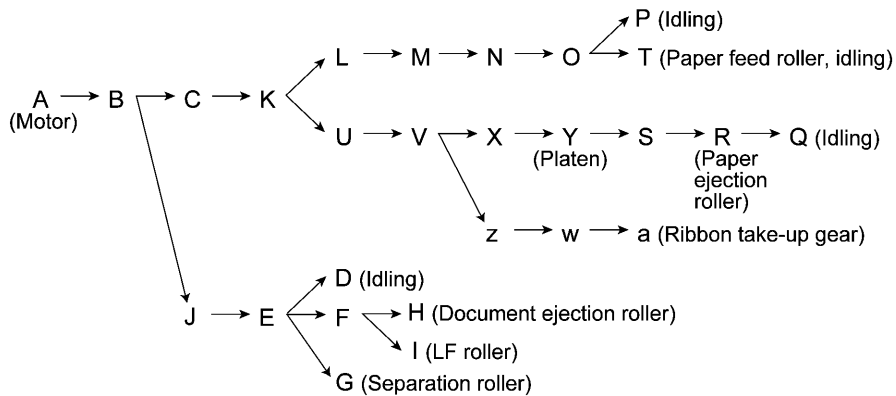 P (Idling)
L M N O T (Paper feed roller, idling)
A B C K
(Motor)
U V X Y S R Q (Idling)
(Platen) (Paper
ejection
roller)
z w a (Ribbon take-up gear)
D (Idling)
J E F H (Document ejection roller)
I (LF roller)
G (Separation roller)